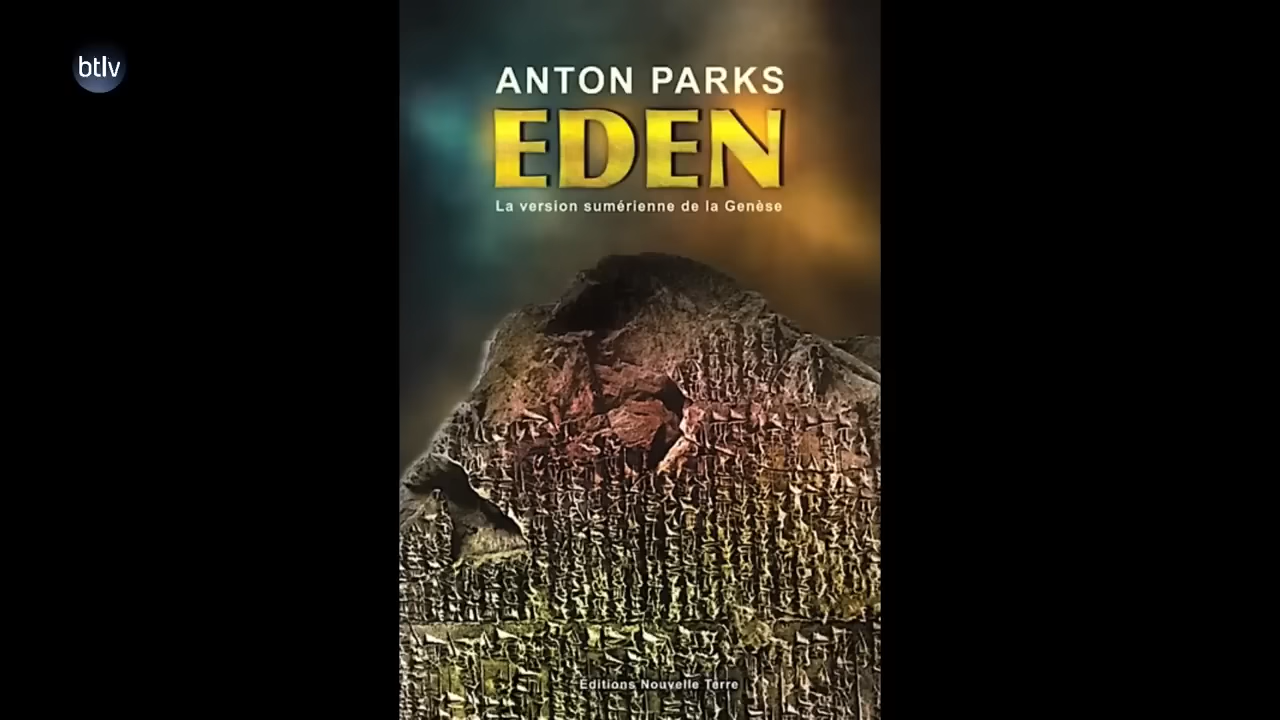 btlv
ANTON PARKS
EDEN
La version sumérienne de la Genèse
Editions Nouvelle Terre